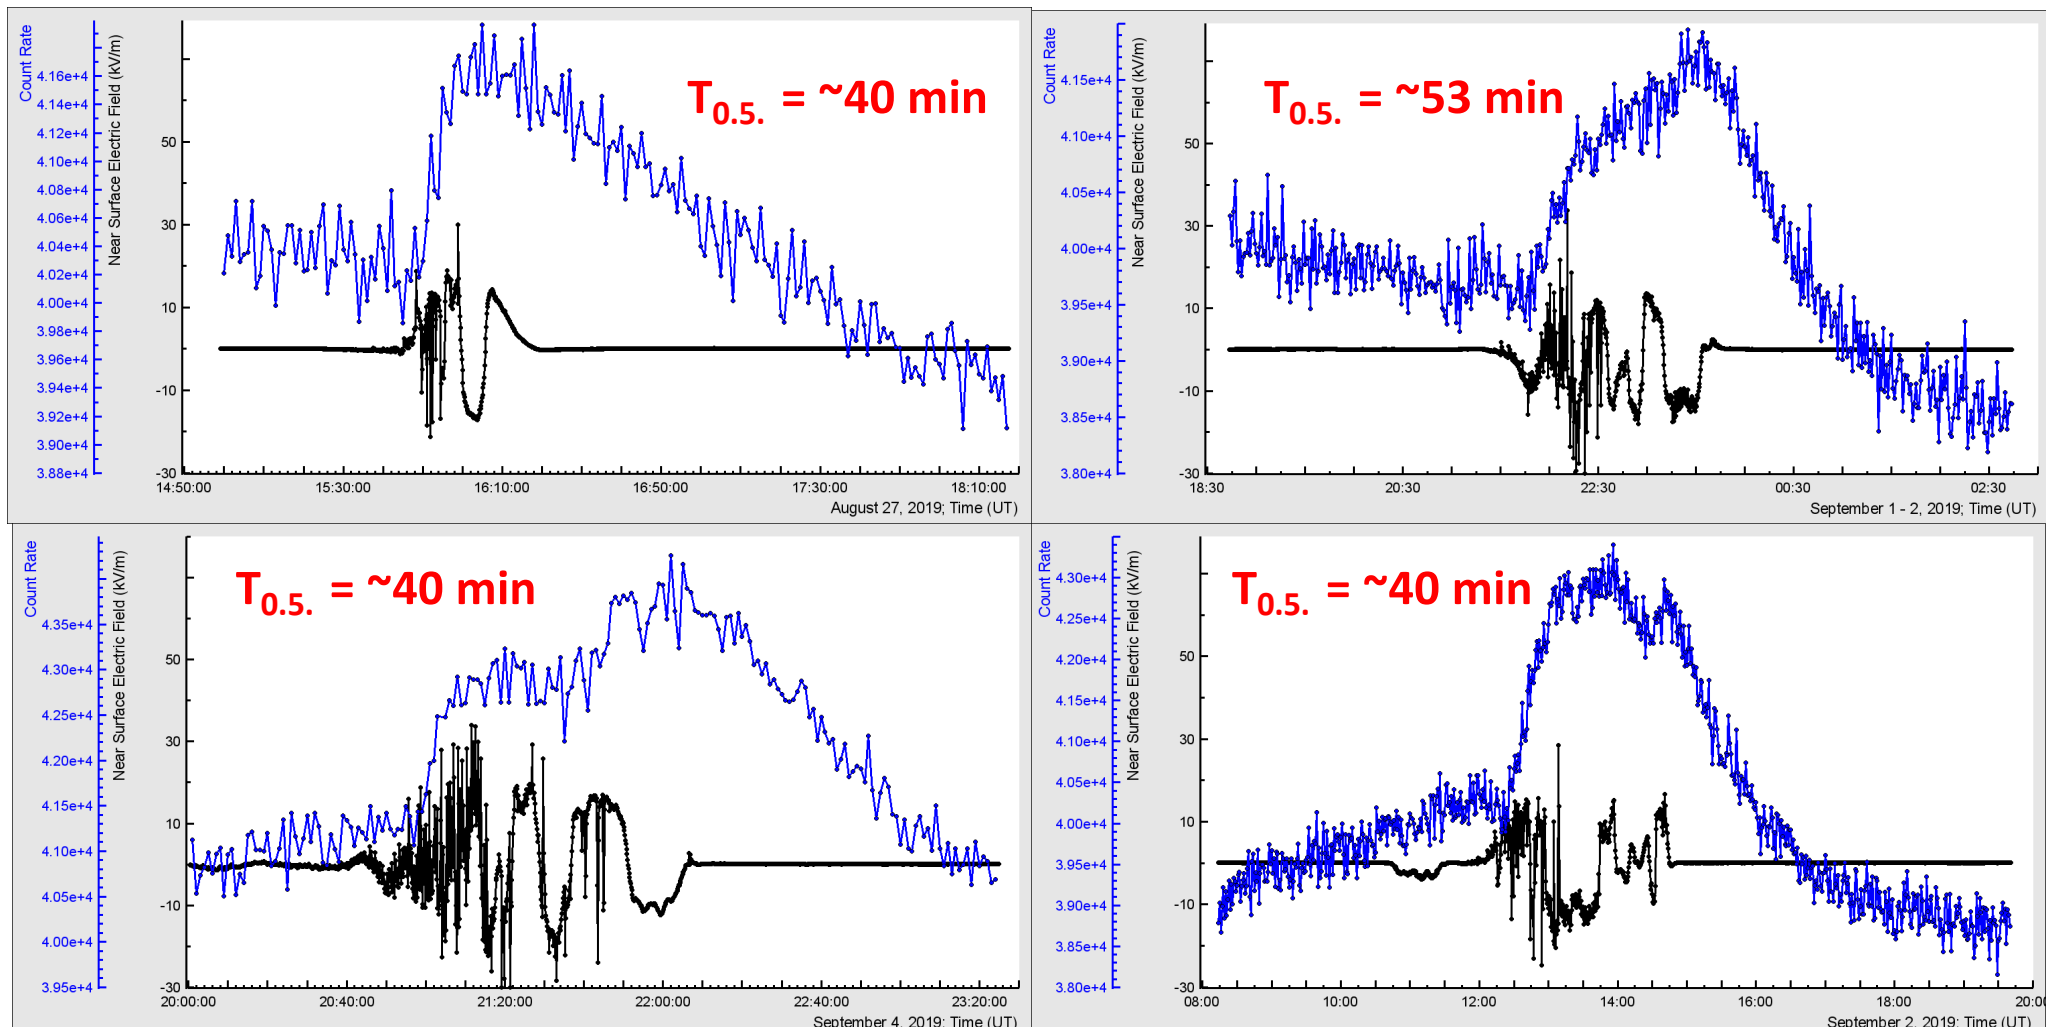 Count Rate
Near Surface Electric Field (kV/m)
T0.5. = ~40 min
4.16e+4
4.14e+4
4.12e+4
4.10e+4
4.08e+4
4.06e+4
4.04e+4
4.02e+4
4.00e+4
3.98e+4
3.96e+4
3.94e+4
3.92e+4
3.90e+4
3.88e+4
50
30
10
-10
-30
14:50:00 15:30:00 16:10:00 16:50:00 17:30:00 18:10:00
August 27, 2019; Time (UT)
Count Rate
Near Surface Electric Field (kV/m)
T0.5. = ~53 min
4.15e+4
4.10e+4
4.05e+4
4.00e+4
3.95e+4
3.90e+4
3.85e+4
3.80e+4
50
30
10
-10
-30
18:30 20:30 22:30 00:30 02:30
September 1 - 2, 2019; Time (UT)
Count Rate
Near Surface Electric Field (kV/m)
T0.5. = ~40 min
4.35e+4
4.30e+4
4.25e+4
4.20e+4
4.15e+4
4.10e+4
4.05e+4
4.00e+4
3.95e+4
50
30
10
-10
-30
20:00:00 20:40:00 21:20:00 22:00:00 22:40:00 23:20:00
September 4, 2019; Time (UT)
Count Rate
Near Surface Electric Field (kV/m)
T0.5. = ~40 min
4.30e+4
4.25e+4
4.20e+4
4.15e+4
4.10e+4
4.05e+4
4.00e+4
3.95e+4
3.90e+4
3.85e+4
3.80e+4
50
30
10
-10
-30
08:00 10:00 12:00 14:00 16:00 18:00 20:00
September 2, 2019; Time (UT)